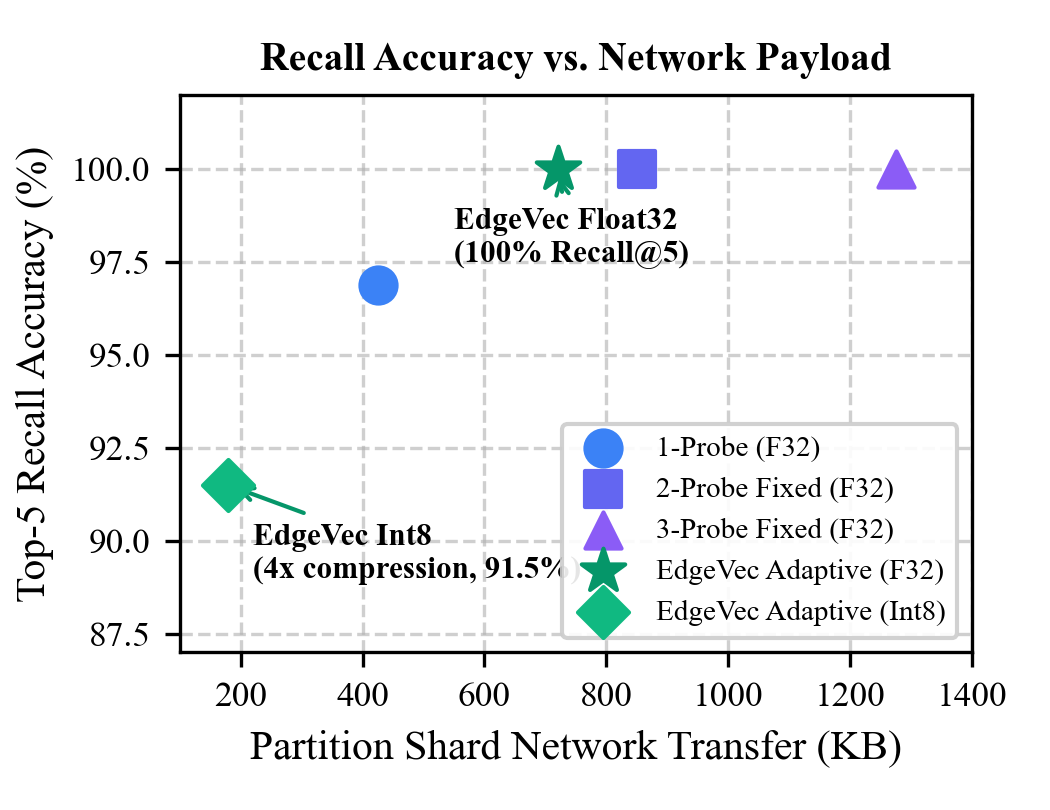 Recall Accuracy vs. Network Payload
Top-5 Recall Accuracy (%)
100.0
97.5
95.0
92.5
90.0
87.5
EdgeVec Float32
(100% Recall@5)
EdgeVec Int8
(4x compression, 91.5%)
1-Probe (F32)
2-Probe Fixed (F32)
3-Probe Fixed (F32)
EdgeVec Adaptive (F32)
EdgeVec Adaptive (Int8)
200 400 600 800 1000 1200 1400
Partition Shard Network Transfer (KB)